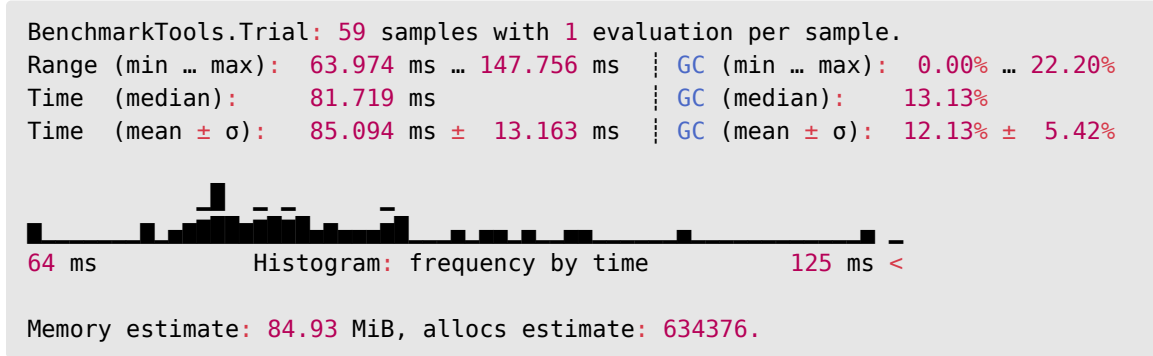 BenchmarkTools.Trial: 59 samples with 1 evaluation per sample.
Range (min … max):  63.974 ms … 147.756 ms  ┊ GC (min … max):  0.00% … 22.20%
Time  (median):     81.719 ms               ┊ GC (median):    13.13%
Time  (mean ± σ):   85.094 ms ±  13.163 ms  ┊ GC (mean ± σ):  12.13% ±  5.42%
64 ms           Histogram: frequency by time          125 ms <
Memory estimate: 84.93 MiB, allocs estimate: 634376.